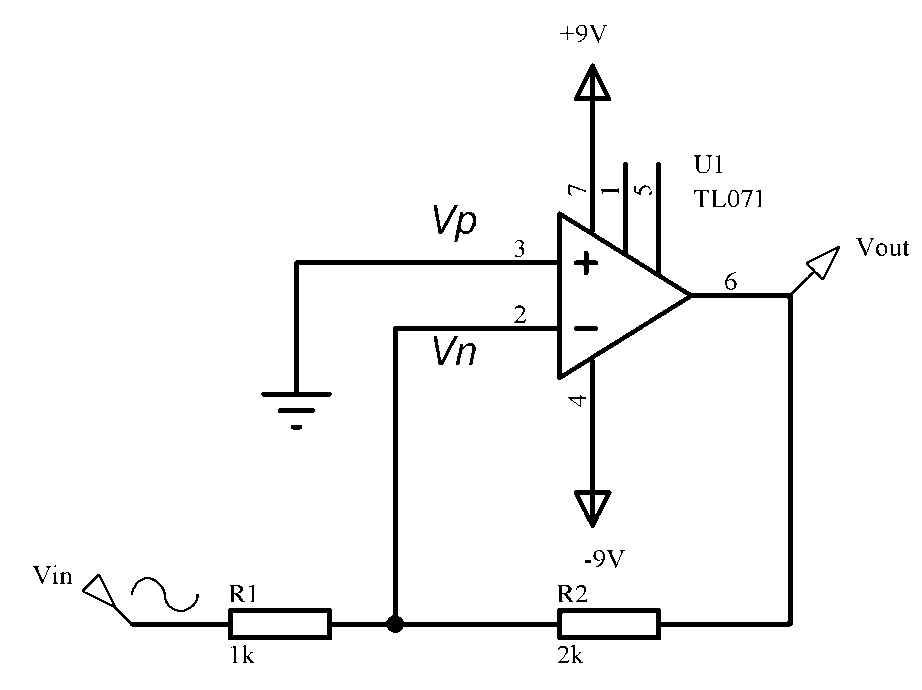 +9V
U1
TL071
7
1
5
Vp
3
+
6
Vout
2
−
Vn
4
-9V
Vin
R1
1k
R2
2k